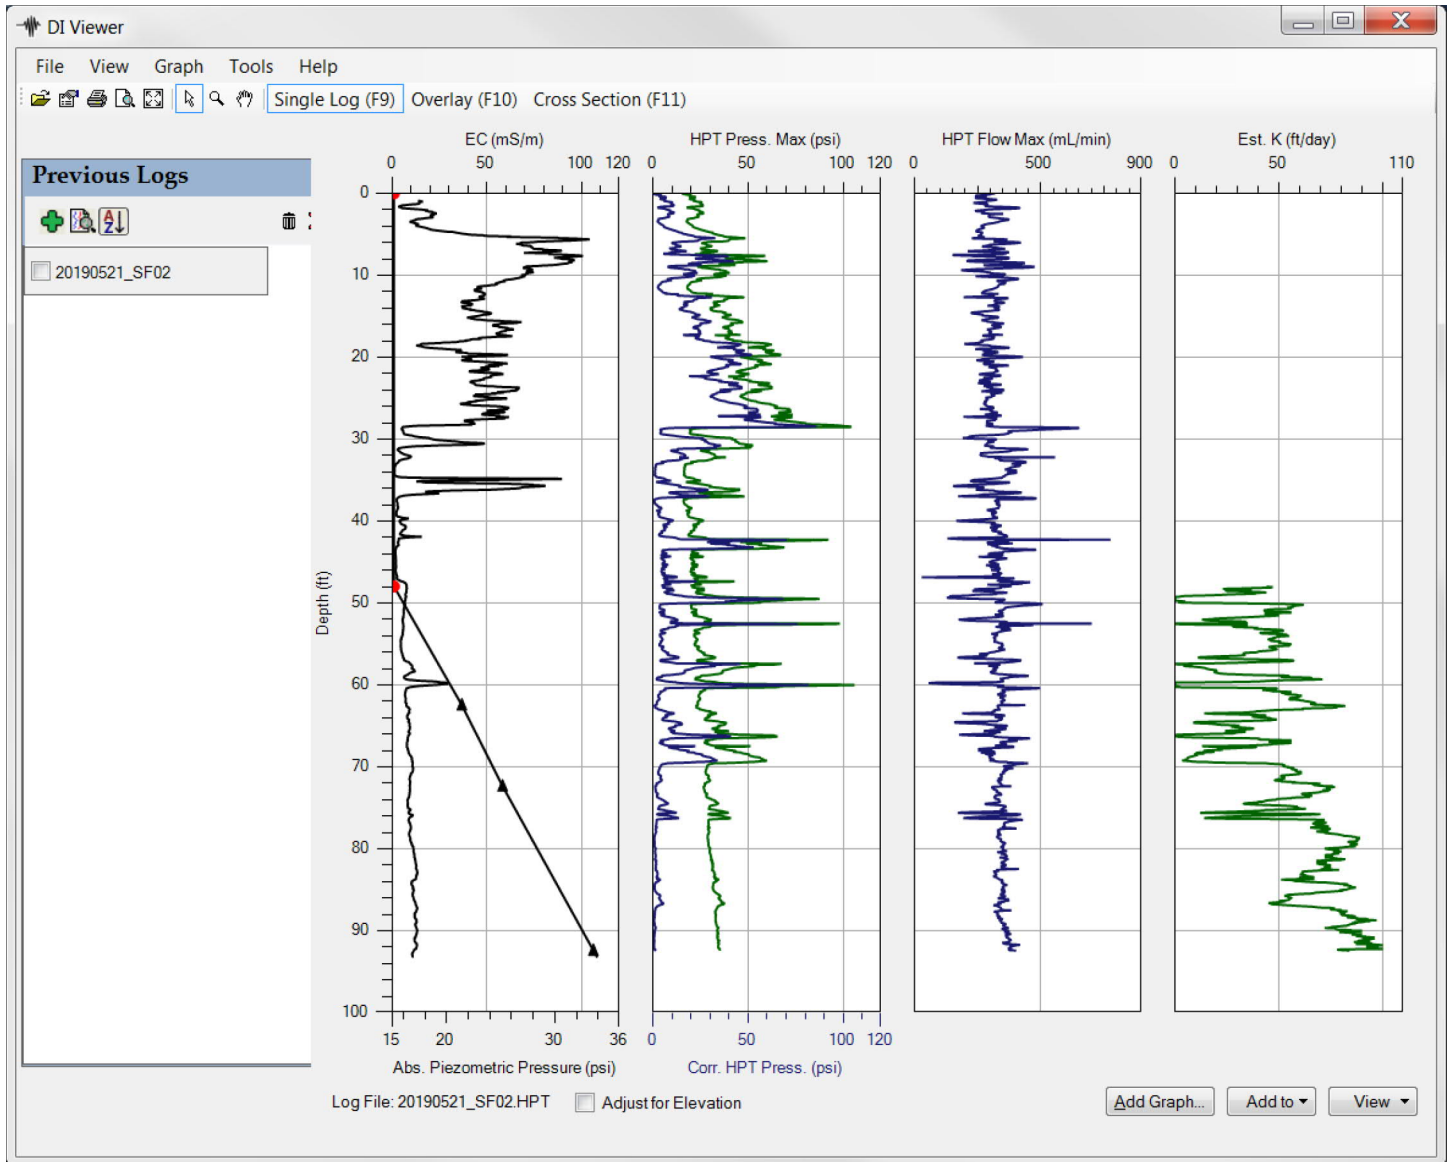 DI Viewer
File View Graph Tools Help
Single Log (F9) Overlay (F10) Cross Section (F11)
Previous Logs
20190521_SF02
EC (mS/m) HPT Press. Max (psi) HPT Flow Max (mL/min) Est. K (ft/day)
0 50 100 120 0 50 100 120 0 500 900 0 50 110
0
10
20
30
40
50
60
70
80
90
100
Depth (ft)
15 20 30 36 0 50 100 120
Abs. Piezometric Pressure (psi) Corr. HPT Press. (psi)
Log File: 20190521_SF02.HPT Adjust for Elevation Add Graph... Add to View